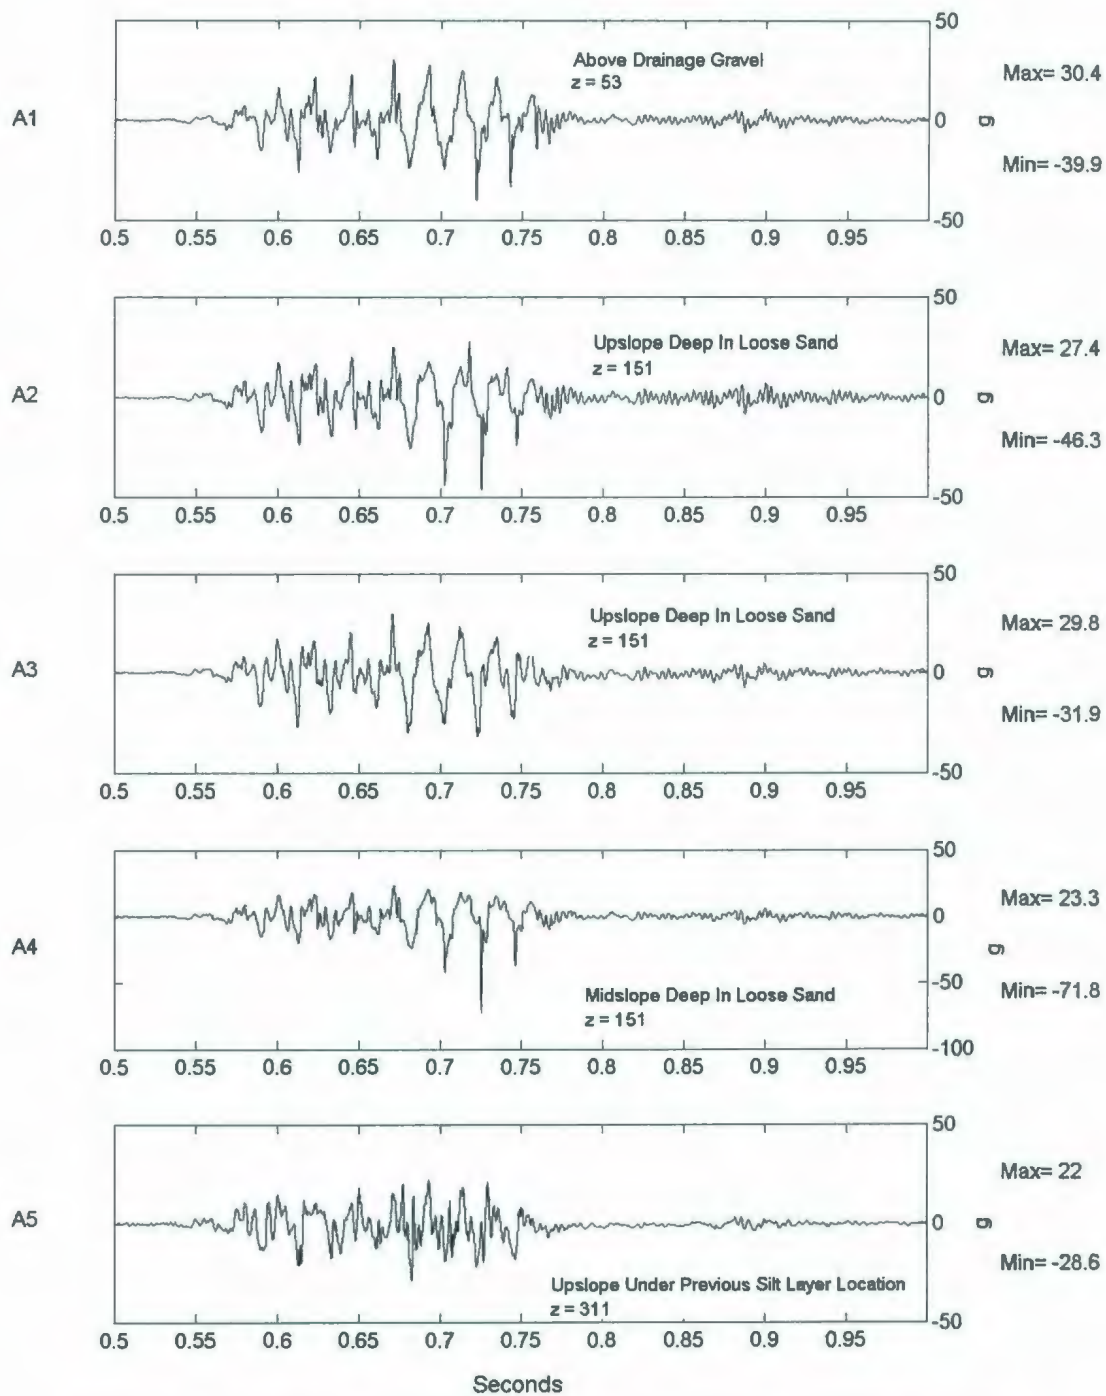 50
Above Drainage Gravel
z = 53
Max= 30.4
A1
0
g
Min= -39.9
-50
0.5 0.55 0.6 0.65 0.7 0.75 0.8 0.85 0.9 0.95
50
Upslope Deep In Loose Sand
z = 151
Max= 27.4
A2
0
g
Min= -46.3
-50
0.5 0.55 0.6 0.65 0.7 0.75 0.8 0.85 0.9 0.95
50
Upslope Deep In Loose Sand
z = 151
Max= 29.8
A3
0
g
Min= -31.9
-50
0.5 0.55 0.6 0.65 0.7 0.75 0.8 0.85 0.9 0.95
50
Max= 23.3
A4
0
g
-50
Min= -71.8
Midslope Deep In Loose Sand
z = 151
-100
0.5 0.55 0.6 0.65 0.7 0.75 0.8 0.85 0.9 0.95
50
Max= 22
A5
0
g
Min= -28.6
Upslope Under Previous Silt Layer Location
z = 311
-50
0.5 0.55 0.6 0.65 0.7 0.75 0.8 0.85 0.9 0.95
Seconds